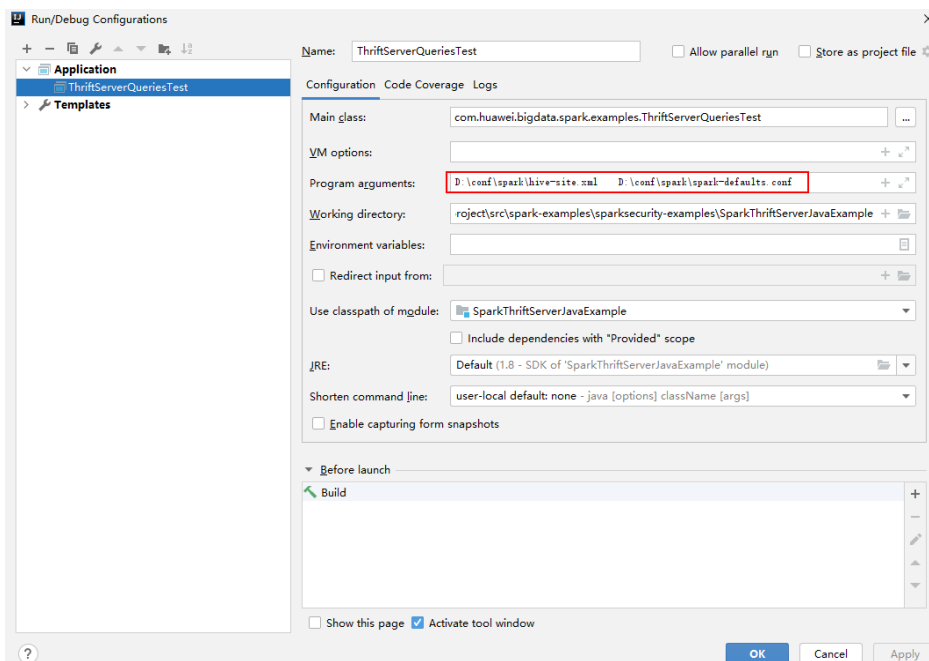 Run/Debug Configurations
Application
ThriftServerQueriesTest
Templates
Name: ThriftServerQueriesTest Allow parallel run Store as project file
Configuration Code Coverage Logs
Main class: com.huawei.bigdata.spark.examples.ThriftServerQueriesTest ...
VM options:
Program arguments: D:\conf\spark\hive-site.xml D:\conf\spark\spark-defaults.conf
Working directory: roject\src\spark-examples\sparksecurity-examples\SparkThriftServerJavaExample
Environment variables:
Redirect input from:
Use classpath of module: SparkThriftServerJavaExample
Include dependencies with "Provided" scope
JRE: Default (1.8 - SDK of 'SparkThriftServerJavaExample' module)
Shorten command line: user-local default: none - java [options] className [args]
Enable capturing form snapshots
Before launch
Build
Show this page Activate tool window
? OK Cancel Apply